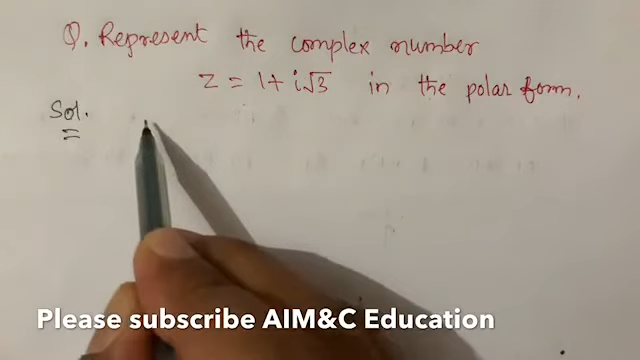 Q. Represent the complex number
z = 1 + i√3 in the polar form.
Sol.
Please subscribe AIM&C Education